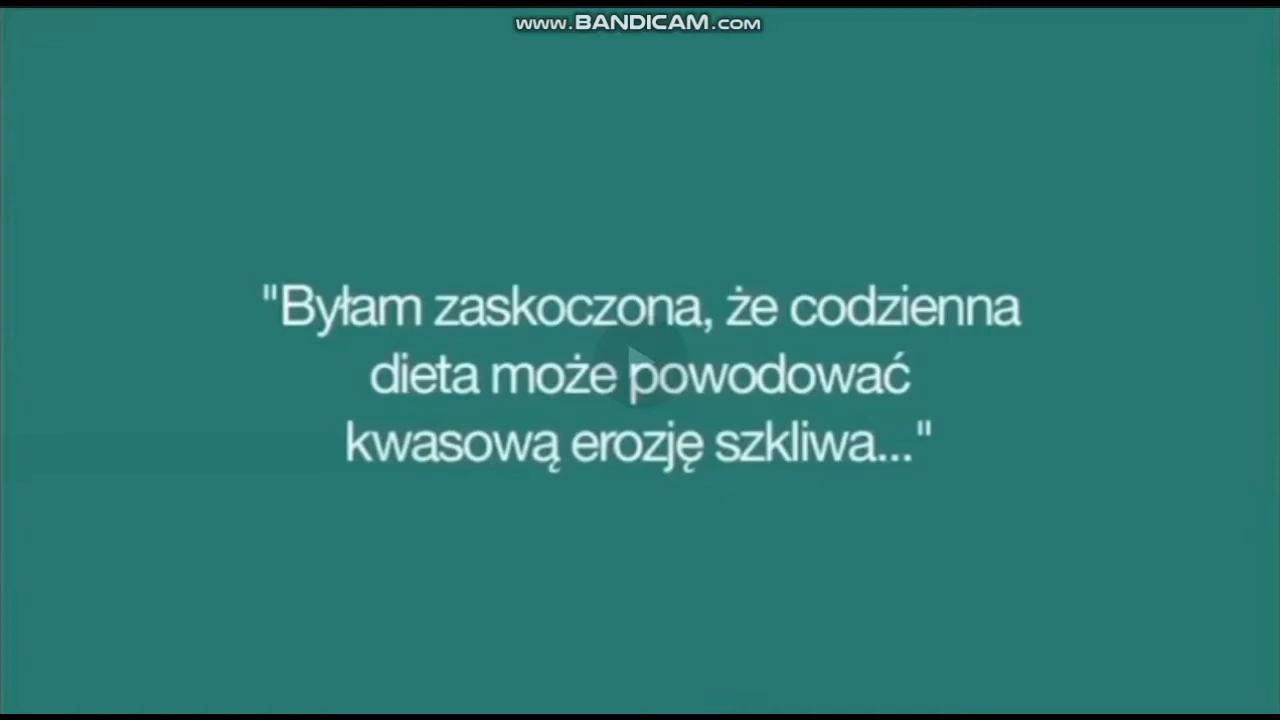 www.BANDICAM.com
"Byłam zaskoczona, że codzienna
dieta może powodować
kwasową erozję szkliwa..."